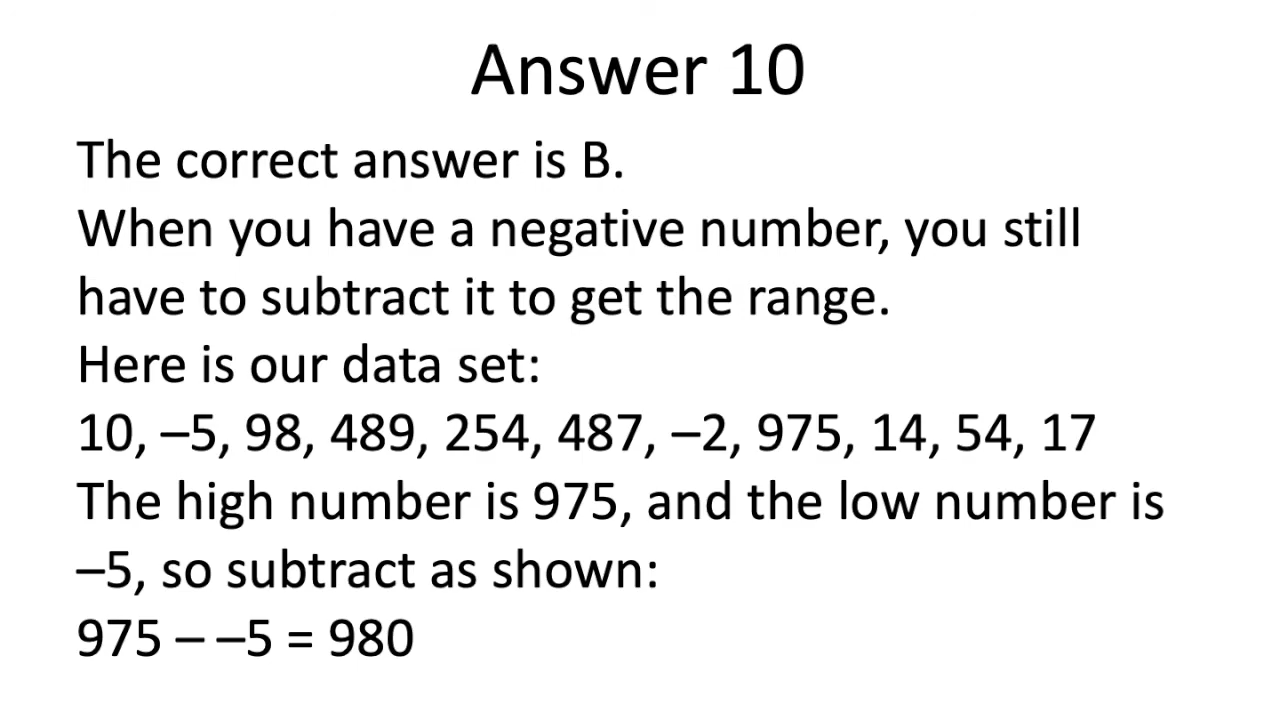 Answer 10
The correct answer is B.
When you have a negative number, you still
have to subtract it to get the range.
Here is our data set:
10, –5, 98, 489, 254, 487, –2, 975, 14, 54, 17
The high number is 975, and the low number is
–5, so subtract as shown:
975 – –5 = 980